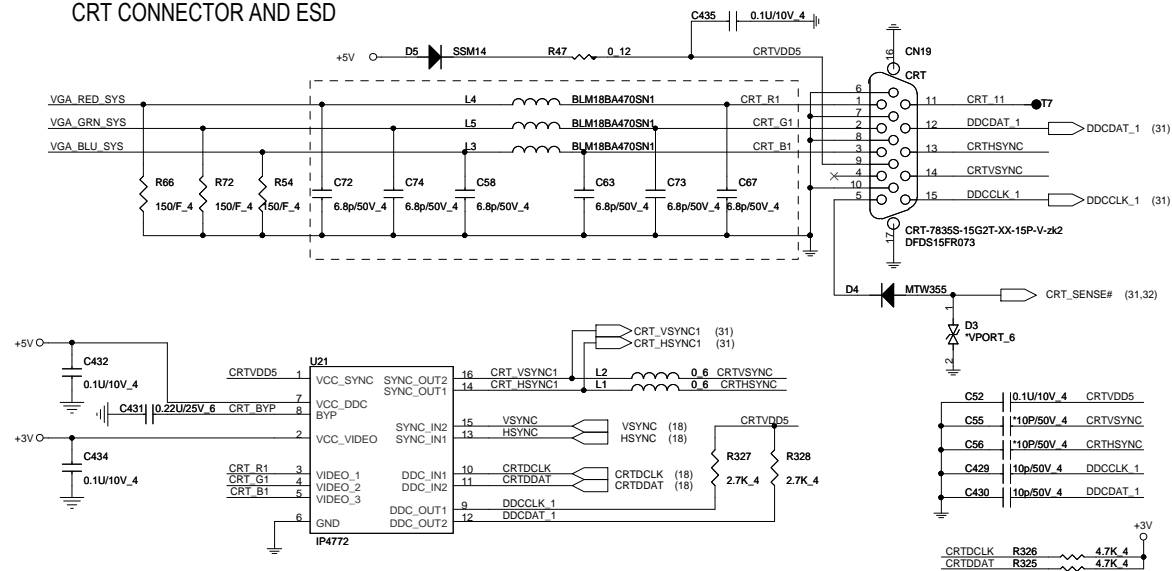 CRT CONNECTOR AND ESD
C435 0.1U/10V_4
+5V D5 SSM14 R47 0_12 CRTVDD5
16 CN19
CRT
VGA_RED_SYS L4 BLM18BA470SN1 CRT_R1
VGA_GRN_SYS L5 BLM18BA470SN1 CRT_G1
VGA_BLU_SYS L3 BLM18BA470SN1 CRT_B1
6
1 11 CRT_11 T7
7
2 12 DDCDAT_1 DDCDAT_1 (31)
8
3 13 CRTHSYNC
9
4 14 CRTVSYNC
10
5 15 DDCCLK_1 DDCCLK_1 (31)
17
R66 R72 R54 C72 C74 C58 C63 C73 C67
150/F_4 150/F_4 150/F_4 6.8p/50V_4 6.8p/50V_4 6.8p/50V_4 6.8p/50V_4 6.8p/50V_4 6.8p/50V_4
CRT-7835S-15G2T-XX-15P-V-zk2
DFDS15FR073
D4 MTW355 CRT_SENSE# (31,32)
1
D3
*VPORT_6
2
+5V
C432
0.1U/10V_4
C431 0.22U/25V_6 CRT_BYP
+3V
C434
0.1U/10V_4
U21
CRTVDD5 1 VCC_SYNC
7 VCC_DDC
8 BYP
2 VCC_VIDEO
CRT_R1 3 VIDEO_1
CRT_G1 4 VIDEO_2
CRT_B1 5 VIDEO_3
6 GND
IP4772
CRT_VSYNC1 (31)
CRT_HSYNC1 (31)
SYNC_OUT2 16 CRT_VSYNC1 L2 0_6 CRTVSYNC
SYNC_OUT1 14 CRT_HSYNC1 L1 0_6 CRTHSYNC
SYNC_IN2 15 VSYNC VSYNC (18)
SYNC_IN1 13 HSYNC HSYNC (18)
DDC_IN1 10 CRTDCLK CRTDCLK (18)
DDC_IN2 11 CRTDDAT CRTDDAT (18)
DDC_OUT1 9 DDCCLK_1
DDC_OUT2 12 DDCDAT_1
CRTVDD5
R327 R328
2.7K_4 2.7K_4
C52 0.1U/10V_4 CRTVDD5
C55 *10P/50V_4 CRTVSYNC
C56 *10P/50V_4 CRTHSYNC
C429 10p/50V_4 DDCCLK_1
C430 10p/50V_4 DDCDAT_1
+3V
CRTDCLK R326 4.7K_4
CRTDDAT R325 4.7K_4